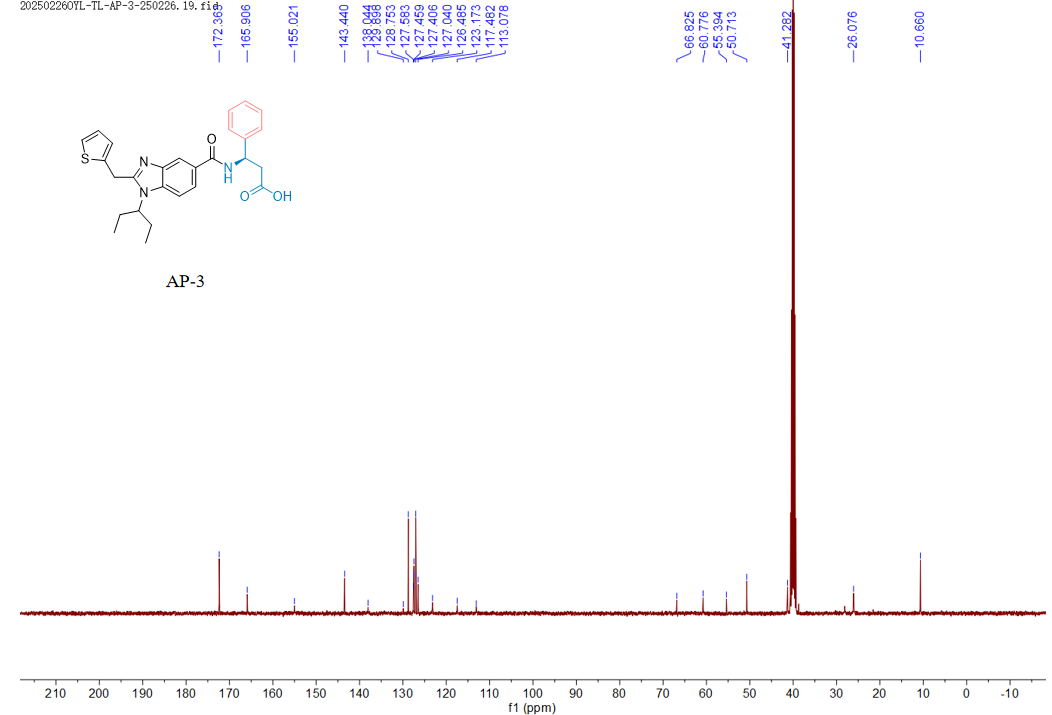 20250226OYL-TL-AP-3-250226.19.fid
172.365
165.906
155.021
143.440
138.044
129.898
128.753
127.583
127.459
127.406
127.040
126.485
123.173
117.482
113.078
66.825
60.776
55.394
50.713
41.282
26.076
10.660
S
N
N
O
N
H
O
OH
AP-3
210 200 190 180 170 160 150 140 130 120 110 100 90 80 70 60 50 40 30 20 10 0 -10
f1 (ppm)